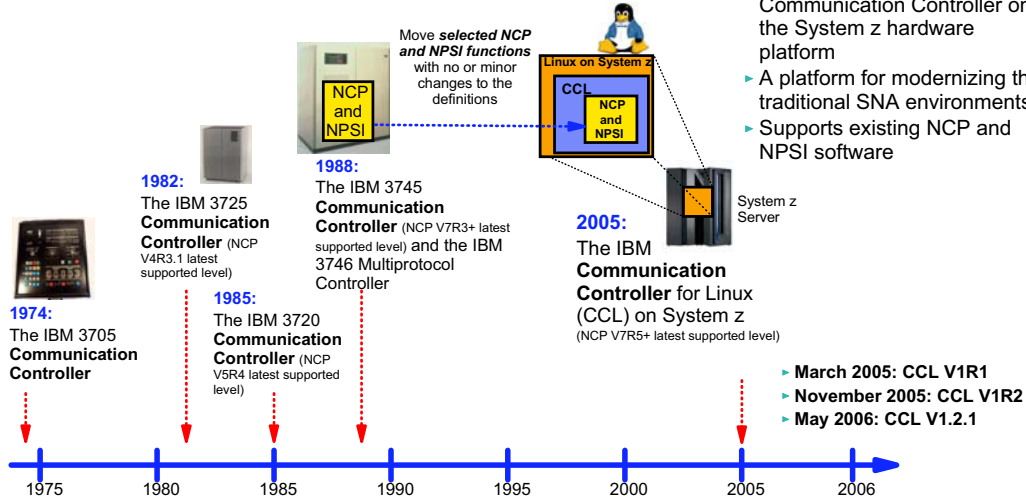 Communication Controller on
the System z hardware
platform
► A platform for modernizing th
traditional SNA environments
► Supports existing NCP and
NPSI software
Move selected NCP
and NPSI functions
with no or minor
changes to the
definitions
NCP
and
NPSI
Linux on System z
CCL
NCP
and
NPSI
System z
Server
1974:
The IBM 3705
Communication
Controller
1982:
The IBM 3725
Communication
Controller (NCP
V4R3.1 latest
supported level)
1985:
The IBM 3720
Communication
Controller (NCP
V5R4 latest supported
level)
1988:
The IBM 3745
Communication
Controller (NCP V7R3+ latest
supported level) and the IBM
3746 Multiprotocol
Controller
2005:
The IBM
Communication
Controller for Linux
(CCL) on System z
(NCP V7R5+ latest supported level)
► March 2005: CCL V1R1
► November 2005: CCL V1R2
► May 2006: CCL V1.2.1
1975 1980 1985 1990 1995 2000 2005 2006